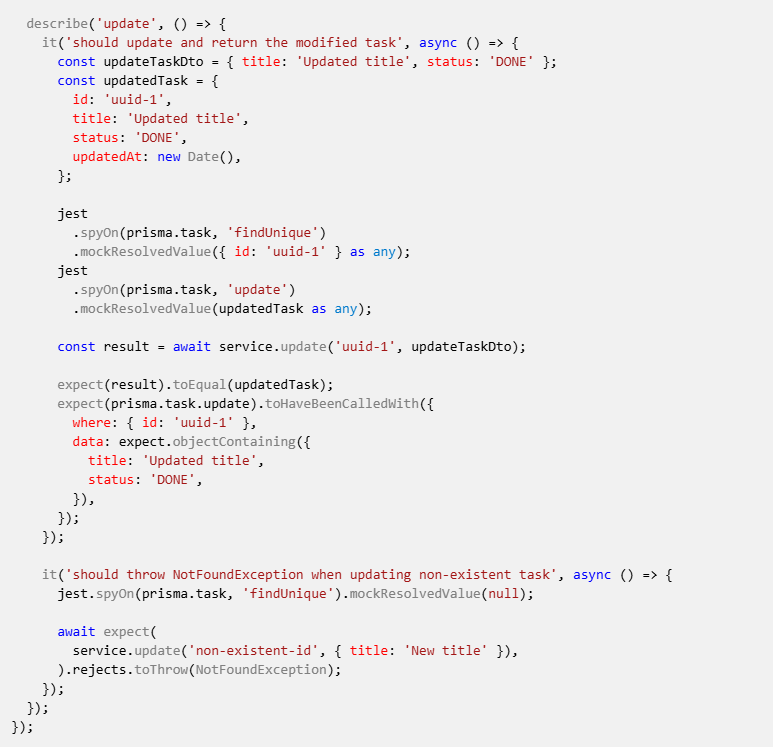 describe('update', () => {
  it('should update and return the modified task', async () => {
    const updateTaskDto = { title: 'Updated title', status: 'DONE' };
    const updatedTask = {
      id: 'uuid-1',
      title: 'Updated title',
      status: 'DONE',
      updatedAt: new Date(),
    };

    jest
      .spyOn(prisma.task, 'findUnique')
      .mockResolvedValue({ id: 'uuid-1' } as any);
    jest
      .spyOn(prisma.task, 'update')
      .mockResolvedValue(updatedTask as any);

    const result = await service.update('uuid-1', updateTaskDto);

    expect(result).toEqual(updatedTask);
    expect(prisma.task.update).toHaveBeenCalledWith({
      where: { id: 'uuid-1' },
      data: expect.objectContaining({
        title: 'Updated title',
        status: 'DONE',
      }),
    });
  });

  it('should throw NotFoundException when updating non-existent task', async () => {
    jest.spyOn(prisma.task, 'findUnique').mockResolvedValue(null);

    await expect(
      service.update('non-existent-id', { title: 'New title' }),
    ).rejects.toThrow(NotFoundException);
  });
});
});